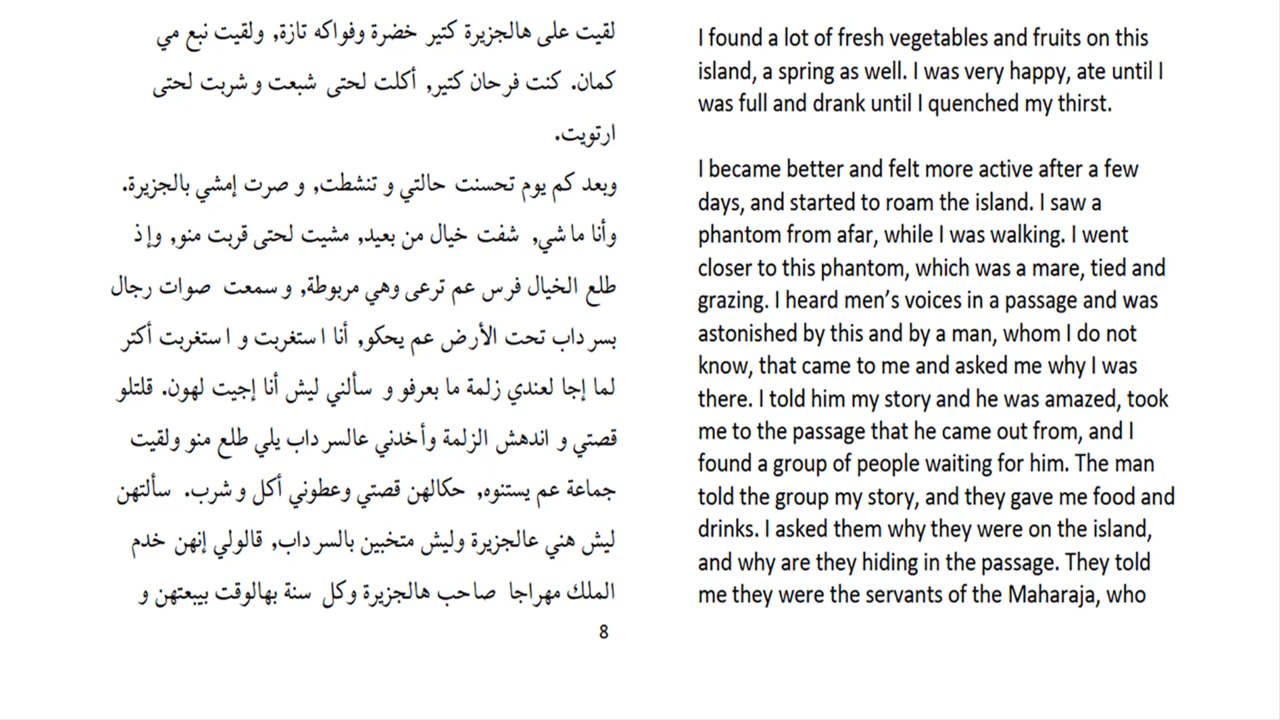 لقيت على هالجزيرة كتير خضرة وفواكه تازة, ولقيت نبع مي
كمان. كنت فرحان كتير, أكلت لحتى شبعت و شربت لحتى
ارتويت.
وبعد كم يوم تحسنت حالتي و تنشطت, و صرت إمشي بالجزيرة.
وأنا ماشي, شفت خيال من بعيد, مشيت لحتى قربت منو, وإذ
طلع الخيال فرس عم ترعى وهي مربوطة, و سمعت صوات رجال
بسرداب تحت الأرض عم يحكو, أنا استغربت و استغربت أكتر
لما إجا لعندي زلمة ما بعرفو و سألني ليش أنا إجيت لهون. قلتلو
قصتي و اندهش الزلمة وأخدني عالسرداب يلي طلع منو ولقيت
جماعة عم يستنوه, حكالهن قصتي وعطوني أكل و شرب. سألتهن
ليش هني عالجزيرة وليش متخبين بالسرداب, قالولي إنهن خدم
الملك مهراجا صاحب هالجزيرة وكل سنة بهالوقت بيبعتهن و
8
I found a lot of fresh vegetables and fruits on this
island, a spring as well. I was very happy, ate until I
was full and drank until I quenched my thirst.
I became better and felt more active after a few
days, and started to roam the island. I saw a
phantom from afar, while I was walking. I went
closer to this phantom, which was a mare, tied and
grazing. I heard men’s voices in a passage and was
astonished by this and by a man, whom I do not
know, that came to me and asked me why I was
there. I told him my story and he was amazed, took
me to the passage that he came out from, and I
found a group of people waiting for him. The man
told the group my story, and they gave me food and
drinks. I asked them why they were on the island,
and why are they hiding in the passage. They told
me they were the servants of the Maharaja, who